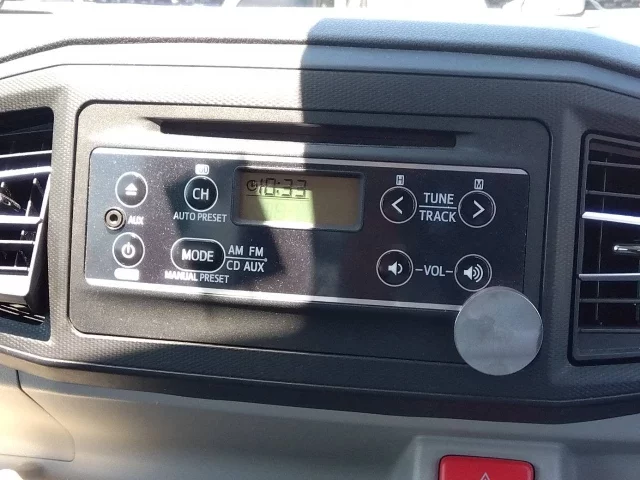 CH
10:33
H
M
AUX
AUTO PRESET
TUNE
TRACK
MODE
AM FM
CD AUX
MANUAL PRESET
-VOL-